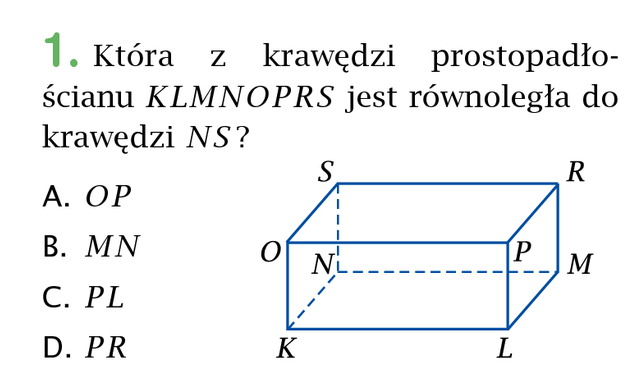 1. Która z krawędzi prostopadło-
ścianu KLMNOPRS jest równoległa do
krawędzi NS?
A. OP
B. MN
C. PL
D. PR
S
R
O
N
P
M
K
L